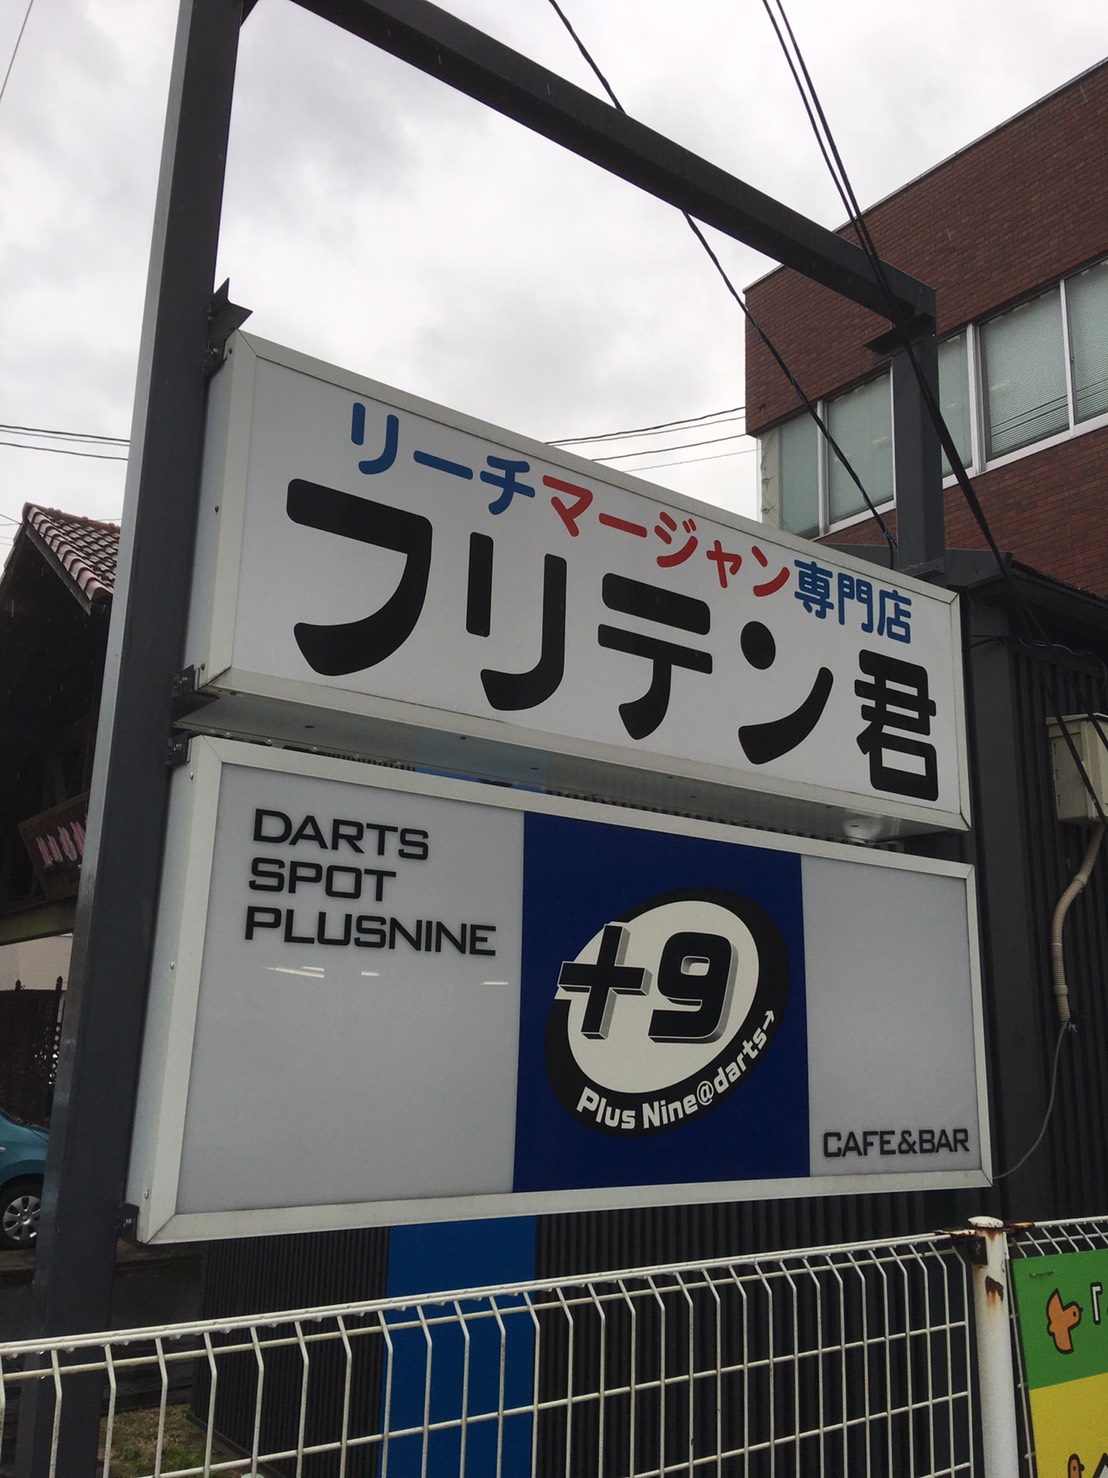 リーチマージャン専門店
フリテン君
DARTS
SPOT
PLUSNINE
+9
Plus Nine@darts→
CAFE&BAR